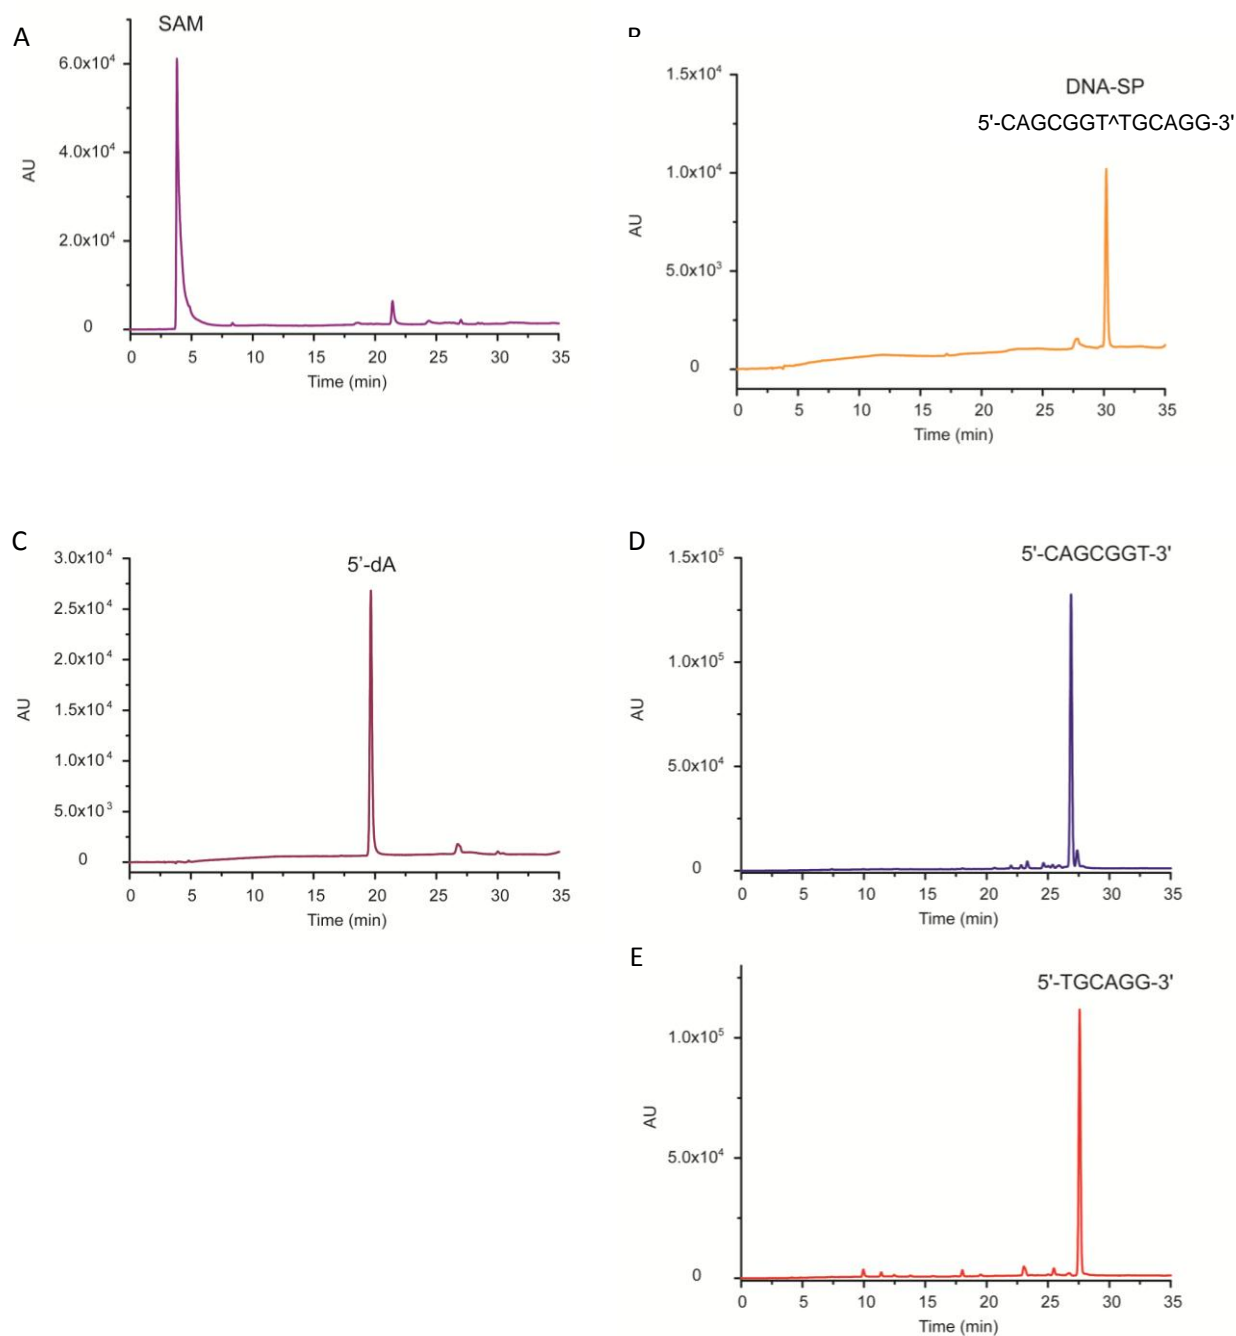 A
SAM
6.0x10⁴
4.0x10⁴
2.0x10⁴
0
AU
0 5 10 15 20 25 30 35
Time (min)
B
DNA-SP
5'-CAGCGGT^TGCAGG-3'
1.5x10⁴
1.0x10⁴
5.0x10³
0
AU
0 5 10 15 20 25 30 35
Time (min)
C
5'-dA
3.0x10⁴
2.5x10⁴
2.0x10⁴
1.5x10⁴
1.0x10⁴
5.0x10³
0
AU
0 5 10 15 20 25 30 35
Time (min)
D
5'-CAGCGGT-3'
1.5x10⁵
1.0x10⁵
5.0x10⁴
0
AU
0 5 10 15 20 25 30 35
Time (min)
E
5'-TGCAGG-3'
1.0x10⁵
5.0x10⁴
0
AU
0 5 10 15 20 25 30 35
Time (min)